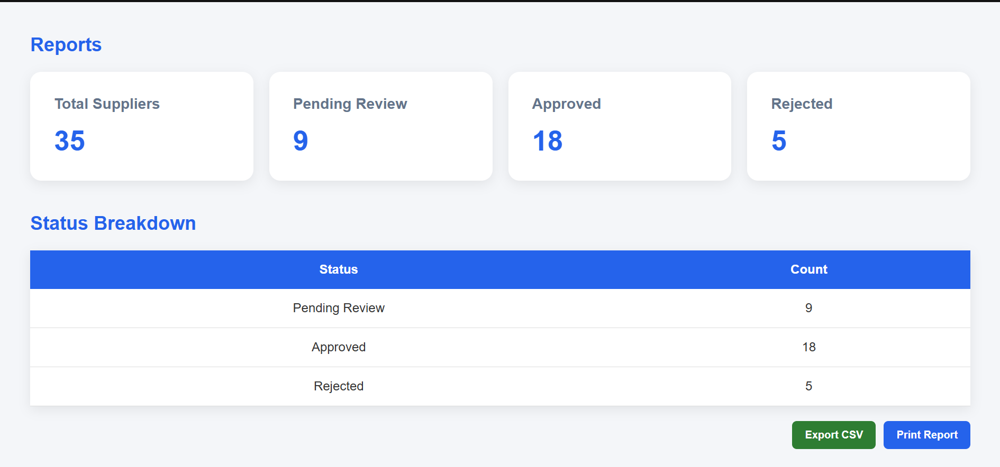 Reports
Total Suppliers
35
Pending Review
9
Approved
18
Rejected
5
Status Breakdown
Status Count
Pending Review 9
Approved 18
Rejected 5
Export CSV Print Report